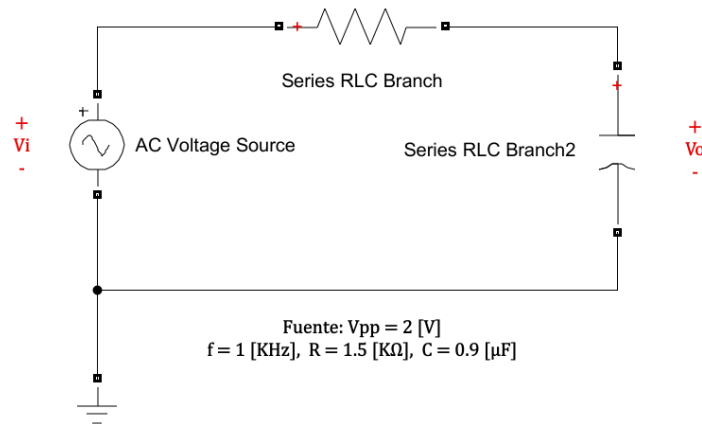 Series RLC Branch
+
Vi
-
+
AC Voltage Source
Series RLC Branch2
+
Vo
-
Fuente: Vpp = 2 [V]
f = 1 [KHz], R = 1.5 [KΩ], C = 0.9 [µF]